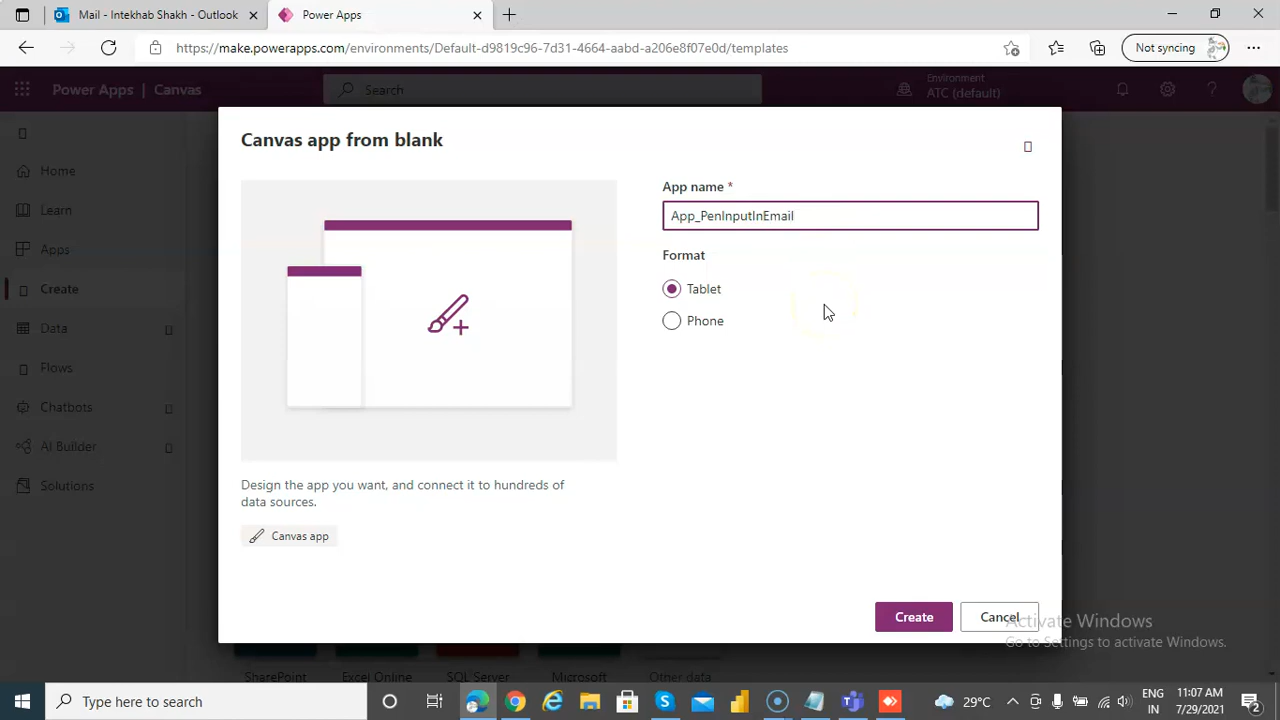 Mail - Intekhab Shakh - Outlook
Power Apps
https://make.powerapps.com/environments/Default-d9819c96-7d31-4664-aabd-a206e8f07e0d/templates
Not syncing
Power Apps | Canvas
Search
Environment
ATC (default)
Canvas app from blank
App name *
App_PenInputInEmail
Format
Tablet
Phone
Home
Learn
Apps
Create
Data
Flows
Chatbots
AI Builder
Solutions
Design the app you want, and connect it to hundreds of
data sources.
Canvas app
Create
Cancel
Activate Windows
Go to Settings to activate Windows.
SharePoint
Excel Online
SQL Server
Microsoft
Other data
Type here to search
29°C
ENG
IN
11:07 AM
7/29/2021
2